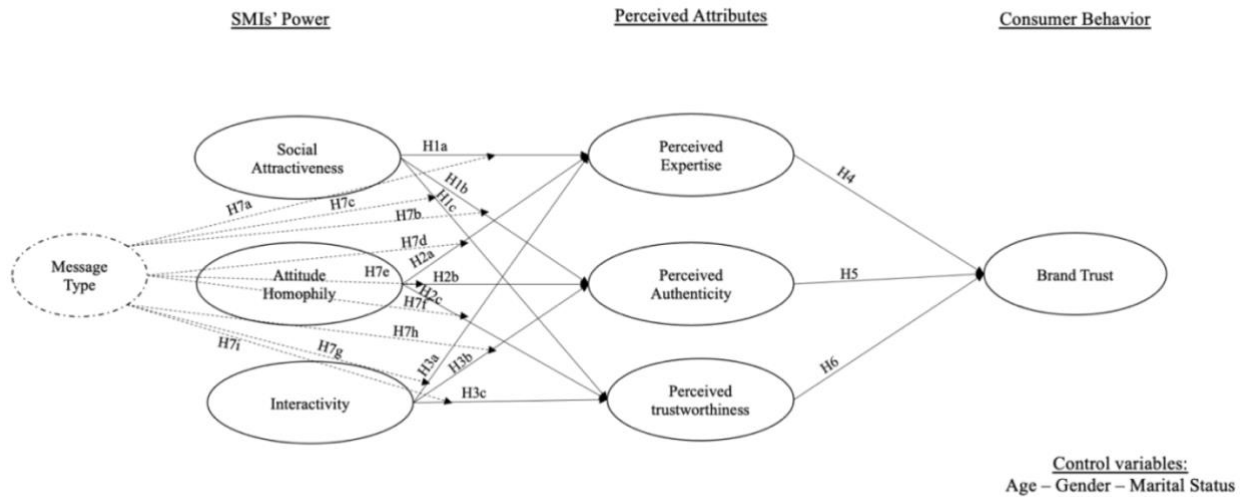 SMIs' Power
Perceived Attributes
Consumer Behavior
Social
Attractiveness
Perceived
Expertise
H1a
H1b
H1c
H4
H7a
H7c
H7b
H7d
Message
Type
Attitude
Homophily
H7e
H2a
H2b
H2c
H7f
Perceived
Authenticity
H5
Brand Trust
H7h
H7i
H7g
H3a
H3b
H3c
H6
Interactivity
Perceived
trustworthiness
Control variables:
Age – Gender – Marital Status